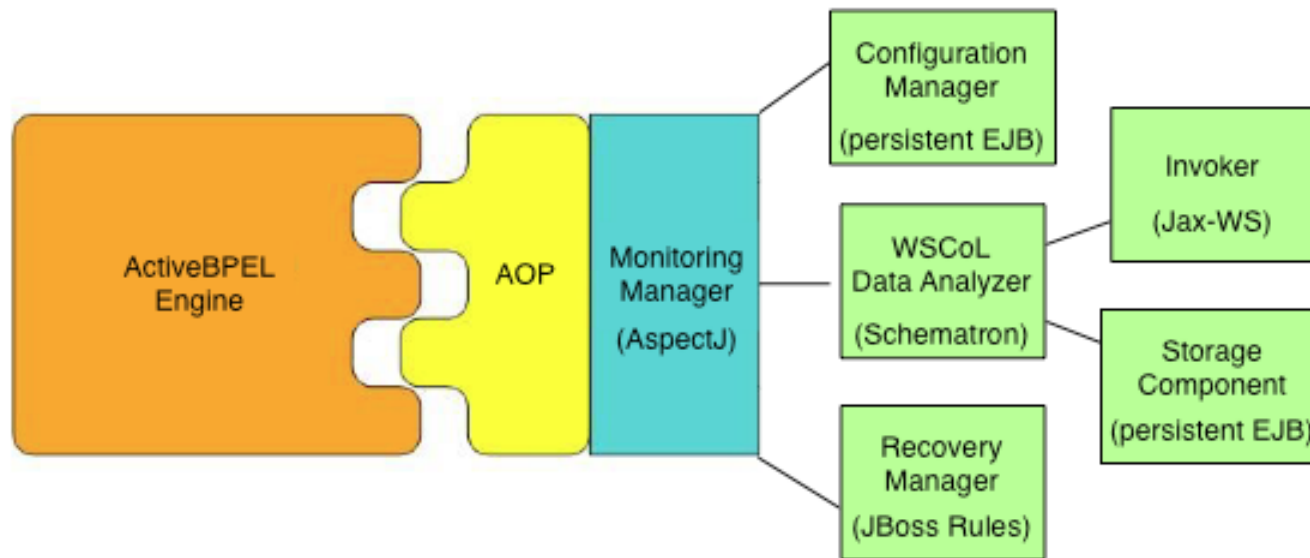 ActiveBPEL
Engine
AOP
Monitoring
Manager
(AspectJ)
Configuration
Manager
(persistent EJB)
WSCoL
Data Analyzer
(Schematron)
Recovery
Manager
(JBoss Rules)
Invoker
(Jax-WS)
Storage
Component
(persistent EJB)